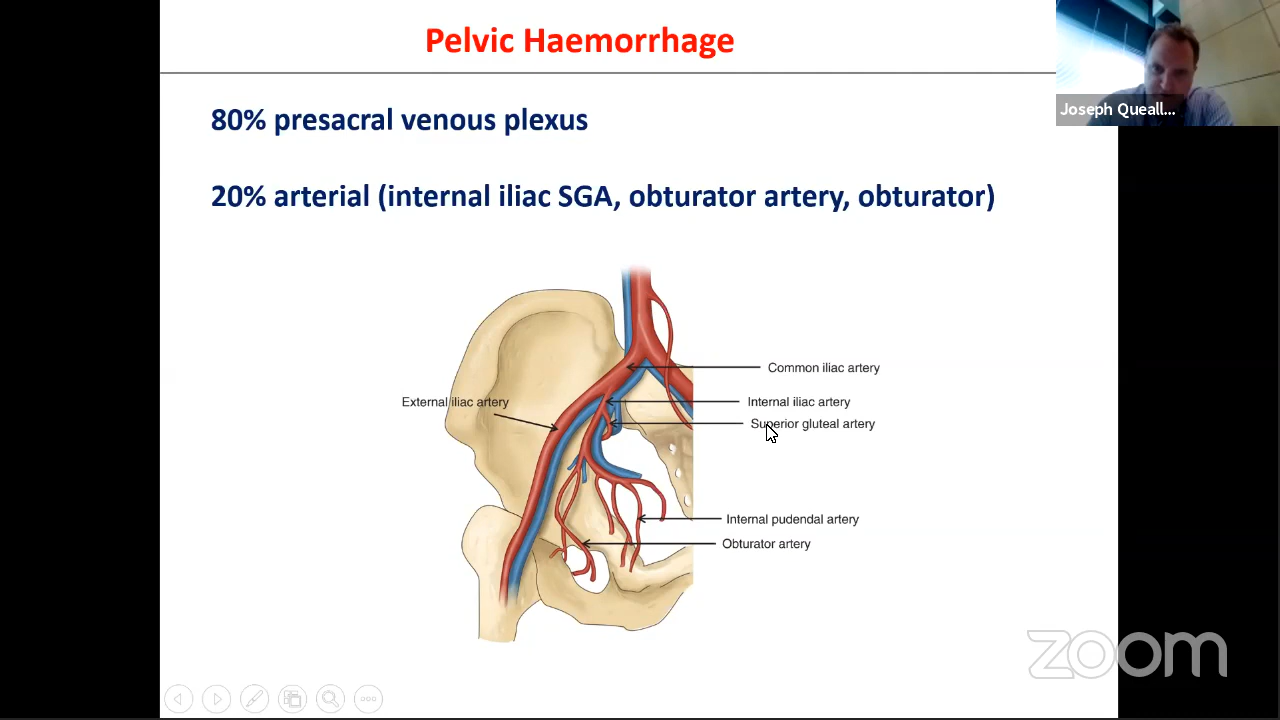 Pelvic Haemorrhage
Joseph Queall...
80% presacral venous plexus
20% arterial (internal iliac SGA, obturator artery, obturator)
Common iliac artery
External iliac artery
Internal iliac artery
Superior gluteal artery
Internal pudendal artery
Obturator artery
zoom